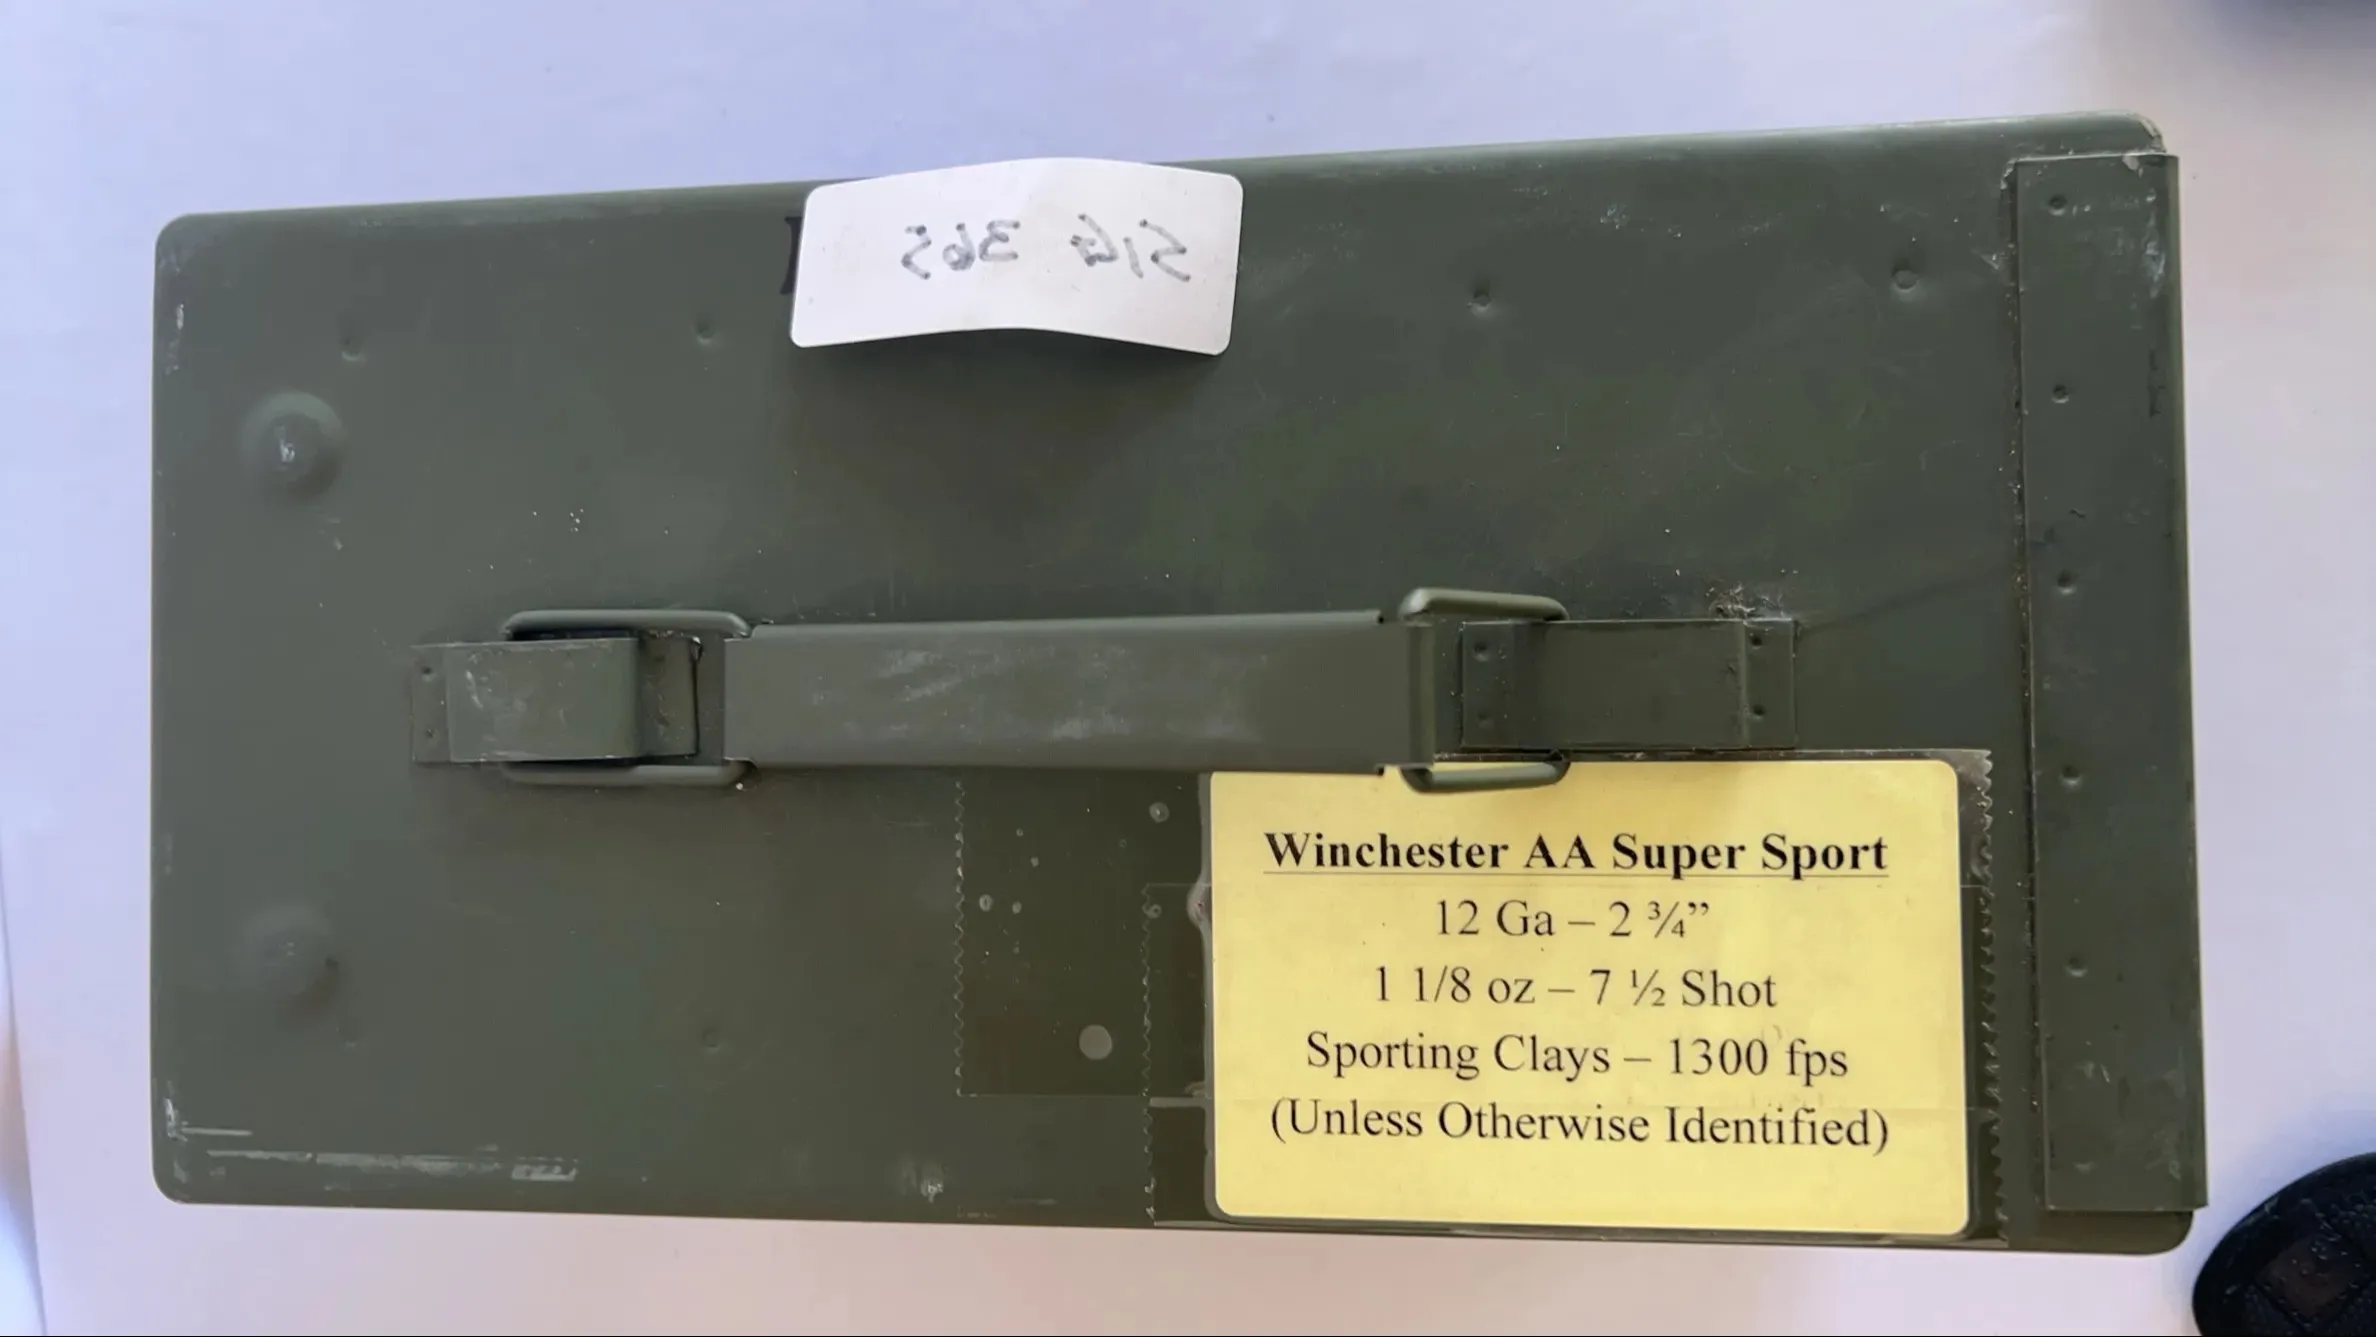 SIG 365
Winchester AA Super Sport
12 Ga – 2 ¾”
1 1/8 oz – 7 ½ Shot
Sporting Clays – 1300 fps
(Unless Otherwise Identified)